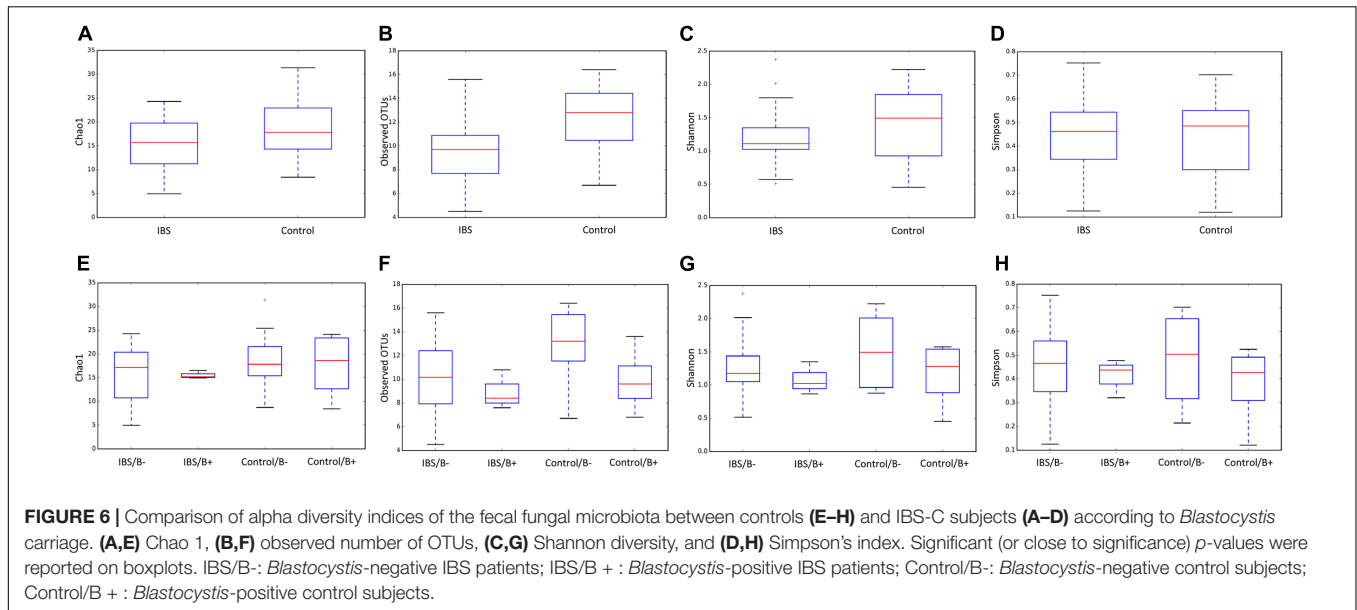 A
Chao1
35
30
25
20
15
10
5
0
IBS
Control
B
Observed OTUs
18
16
14
12
10
8
6
4
IBS
Control
C
Shannon
2.5
2.0
1.5
1.0
0.5
0.0
IBS
Control
D
Simpson
0.8
0.7
0.6
0.5
0.4
0.3
0.2
0.1
IBS
Control
E
Chao1
35
30
25
20
15
10
5
0
IBS/B-
IBS/B+
Control/B-
Control/B+
F
Observed OTUs
18
16
14
12
10
8
6
4
IBS/B-
IBS/B+
Control/B-
Control/B+
G
Shannon
2.5
2.0
1.5
1.0
0.5
0.0
IBS/B-
IBS/B+
Control/B-
Control/B+
H
Simpson
0.8
0.7
0.6
0.5
0.4
0.3
0.2
0.1
IBS/B-
IBS/B+
Control/B-
Control/B+
FIGURE 6 | Comparison of alpha diversity indices of the fecal fungal microbiota between controls (E–H) and IBS-C subjects (A–D) according to Blastocystis
carriage. (A,E) Chao 1, (B,F) observed number of OTUs, (C,G) Shannon diversity, and (D,H) Simpson's index. Significant (or close to significance) p-values were
reported on boxplots. IBS/B-: Blastocystis-negative IBS patients; IBS/B + : Blastocystis-positive IBS patients; Control/B-: Blastocystis-negative control subjects;
Control/B + : Blastocystis-positive control subjects.